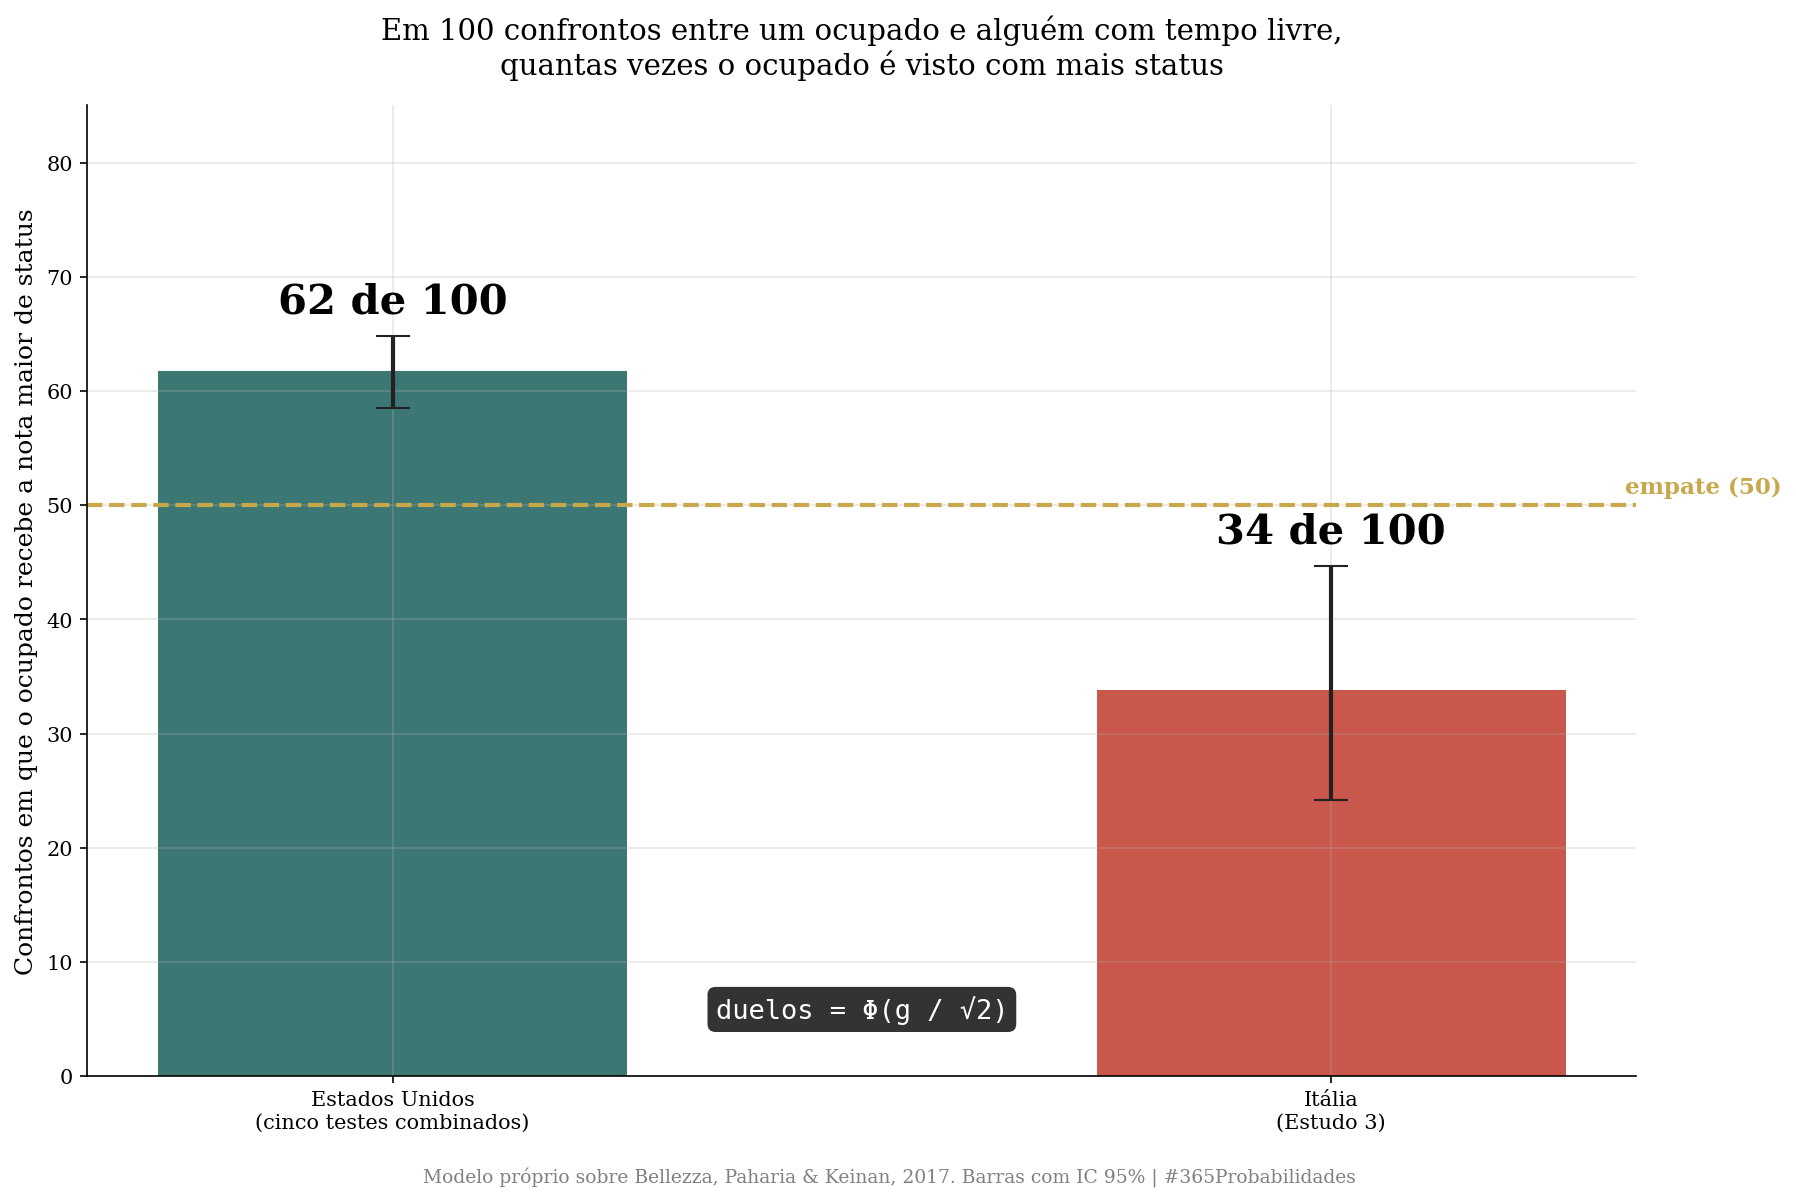 Em 100 confrontos entre um ocupado e alguém com tempo livre,
quantas vezes o ocupado é visto com mais status
Confrontos em que o ocupado recebe a nota maior de status
80
70
60
50
40
30
20
10
0
62 de 100
empate (50)
34 de 100
duelos = Φ(g / √2)
Estados Unidos
(cinco testes combinados)
Itália
(Estudo 3)
Modelo próprio sobre Bellezza, Paharia & Keinan, 2017. Barras com IC 95% | #365Probabilidades